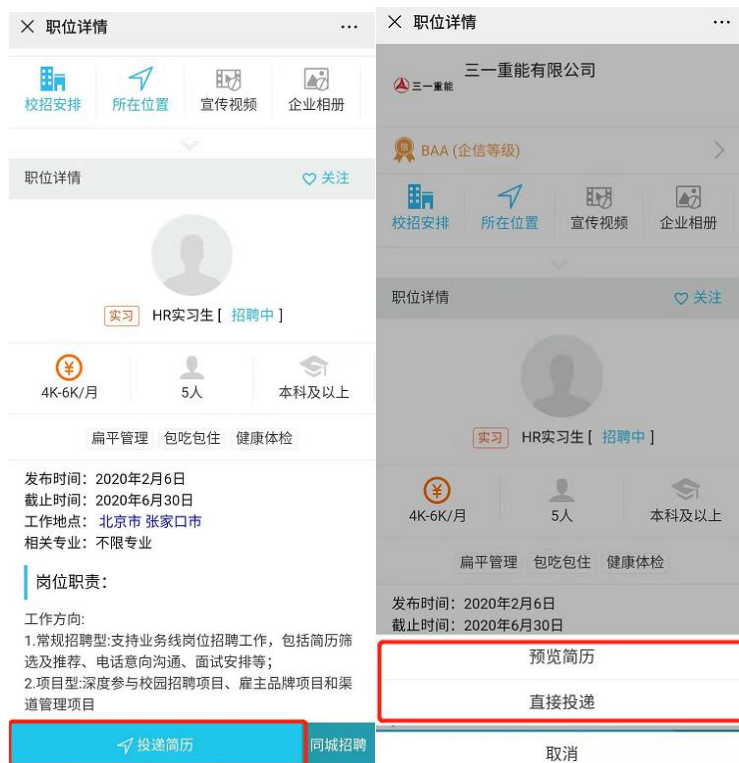 职位详情
校招安排 所在位置 宣传视频 企业相册
职位详情 关注
实习 HR实习生 [ 招聘中 ]
4K-6K/月 5人 本科及以上
扁平管理 包吃包住 健康体检
发布时间：2020年2月6日
截止时间：2020年6月30日
工作地点： 北京市 张家口市
相关专业：不限专业
岗位职责：
工作方向:
1.常规招聘型:支持业务线岗位招聘工作，包括简历筛
选及推荐、电话意向沟通、面试安排等；
2.项目型:深度参与校园招聘项目、雇主品牌项目和渠
道管理项目
投递简历 同城招聘
职位详情
三一重能 三一重能有限公司
信 BAA (企信等级)
校招安排 所在位置 宣传视频 企业相册
职位详情 关注
实习 HR实习生 [ 招聘中 ]
4K-6K/月 5人 本科及以上
扁平管理 包吃包住 健康体检
发布时间：2020年2月6日
截止时间：2020年6月30日
预览简历
直接投递
取消